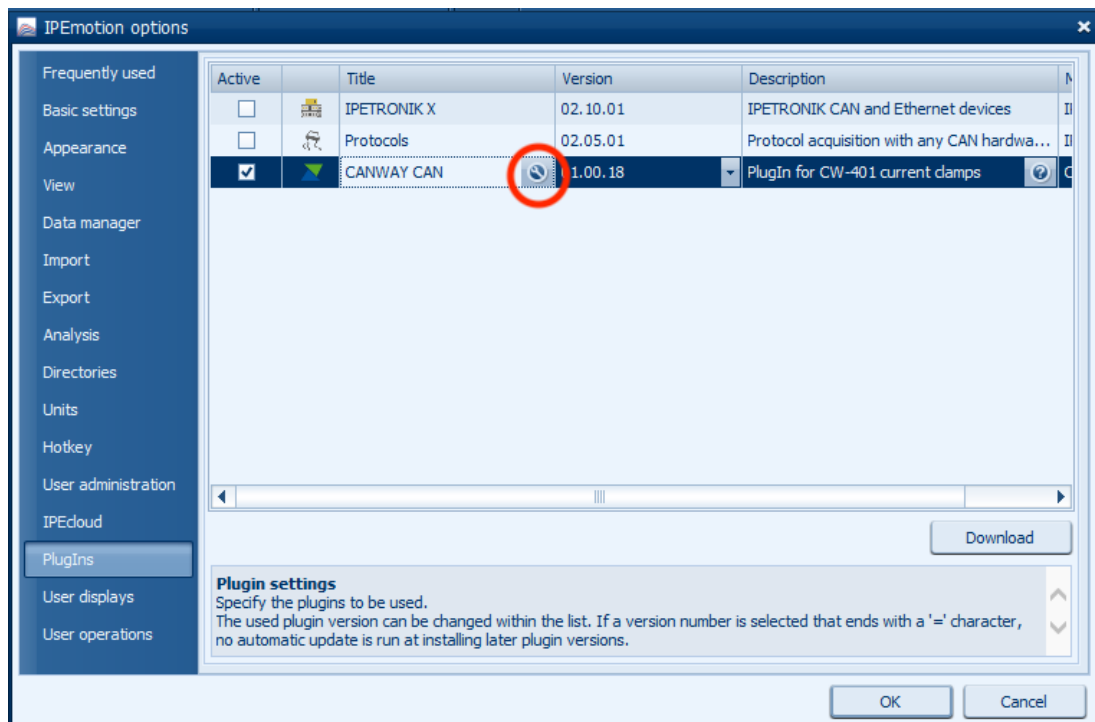 IPEmotion options
Frequently used
Basic settings
Appearance
View
Data manager
Import
Export
Analysis
Directories
Units
Hotkey
User administration
IPEcloud
PlugIns
User displays
User operations
Active Title Version Description
IPETRONIK X 02.10.01 IPETRONIK CAN and Ethernet devices
Protocols 02.05.01 Protocol acquisition with any CAN hardwa...
CANWAY CAN 01.00.18 PlugIn for CW-401 current clamps
Download
Plugin settings
Specify the plugins to be used.
The used plugin version can be changed within the list. If a version number is selected that ends with a '=' character,
no automatic update is run at installing later plugin versions.
OK Cancel